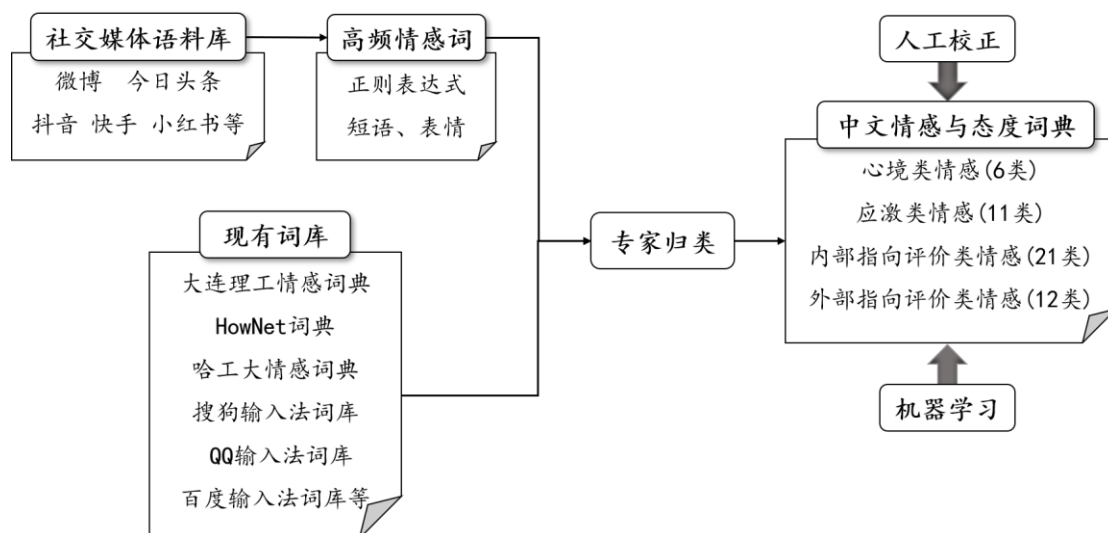 社交媒体语料库
微博 今日头条
抖音 快手 小红书等
高频情感词
正则表达式
短语、表情
现有词库
大连理工情感词典
HowNet词典
哈工大情感词典
搜狗输入法词库
QQ输入法词库
百度输入法词库等
专家归类
人工校正
中文情感与态度词典
心境类情感(6类)
应激类情感(11类)
内部指向评价类情感(21类)
外部指向评价类情感(12类)
机器学习